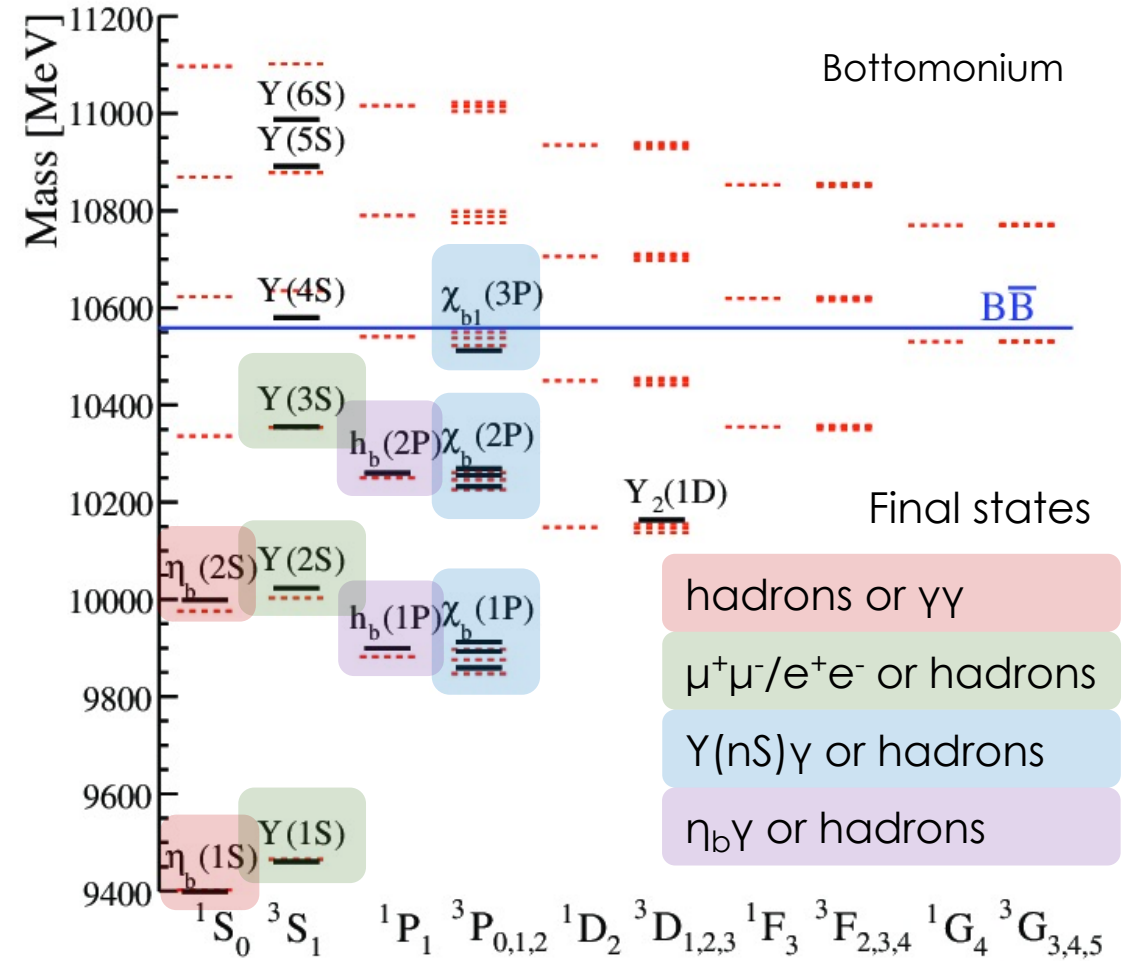 Mass [MeV]
11200
11000
10800
10600
10400
10200
10000
9800
9600
9400
Bottomonium
Υ(6S)
Υ(5S)
Υ(4S)
χb1(3P)
BB̅
Υ(3S)
hb(2P)
χb(2P)
Υ2(1D)
Final states
ηb(2S)
Υ(2S)
hb(1P)
χb(1P)
hadrons or γγ
μ⁺μ⁻/e⁺e⁻ or hadrons
Υ(nS)γ or hadrons
ηbγ or hadrons
ηb(1S)
Υ(1S)
¹S₀ ³S₁ ¹P₁ ³P₀,₁,₂ ¹D₂ ³D₁,₂,₃ ¹F₃ ³F₂,₃,₄ ¹G₄ ³G₃,₄,₅